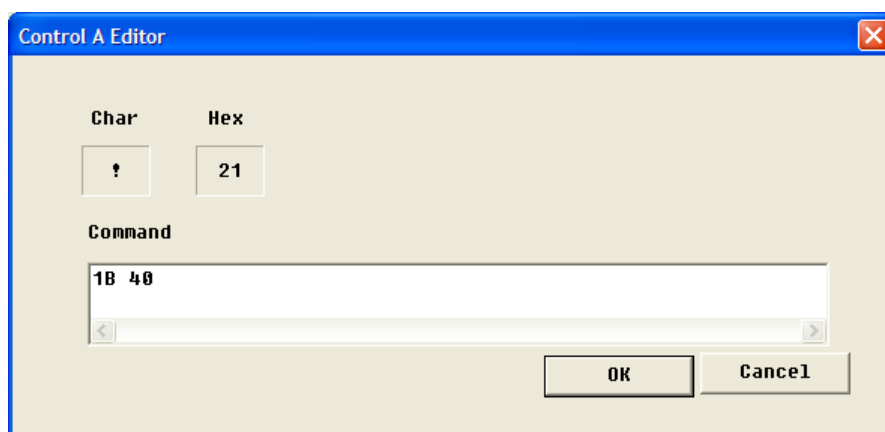 Control A Editor
Char Hex
! 21
Command
1B 40
OK Cancel